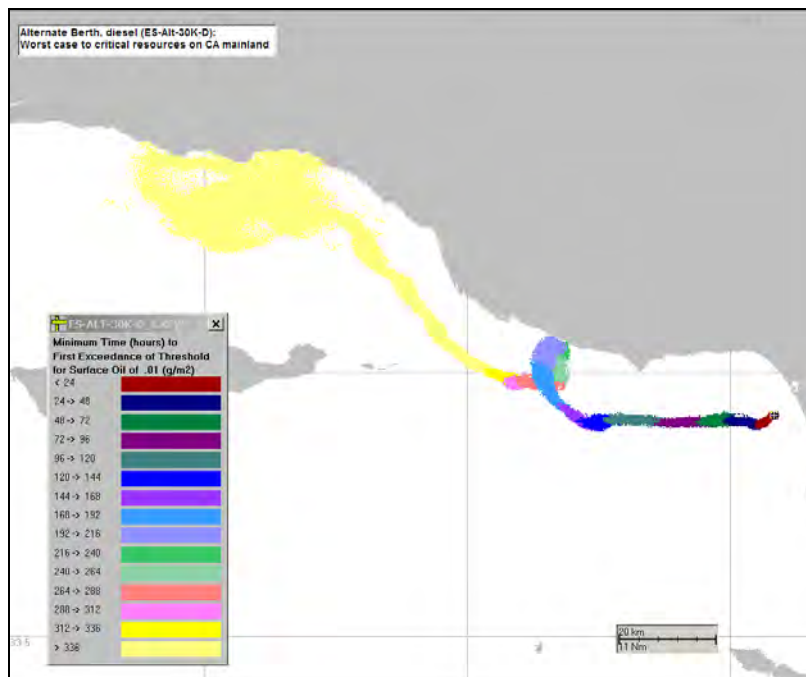 Alternate Berth, diesel (ES-Alt-30K-D):
Worst case to critical resources on CA mainland
Minimum Time (hours) to
First Exceedance of Threshold
for Surface Oil of .01 (g/m2)
< 24
24 -> 48
48 -> 72
72 -> 96
96 -> 120
120 -> 144
144 -> 168
168 -> 192
192 -> 216
216 -> 240
240 -> 264
264 -> 288
288 -> 312
312 -> 336
> 336
33.5
20 km
11 Nm